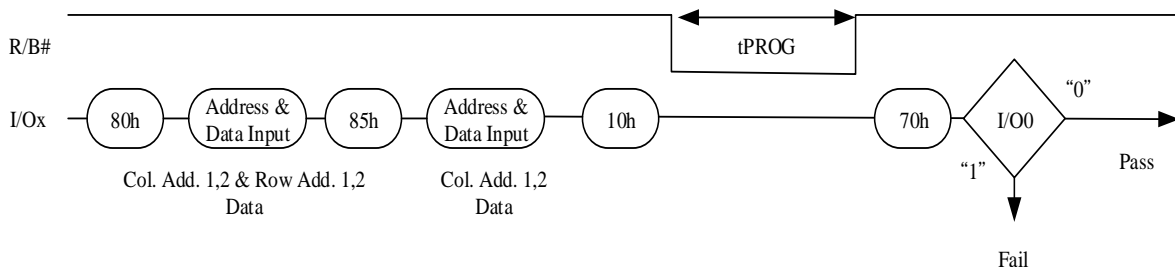 R/B#
tPROG
I/Ox
80h
Address &
Data Input
85h
Address &
Data Input
10h
70h
I/O0
“0”
“1”
Pass
Col. Add. 1,2 & Row Add. 1,2
Data
Col. Add. 1,2
Data
Fail